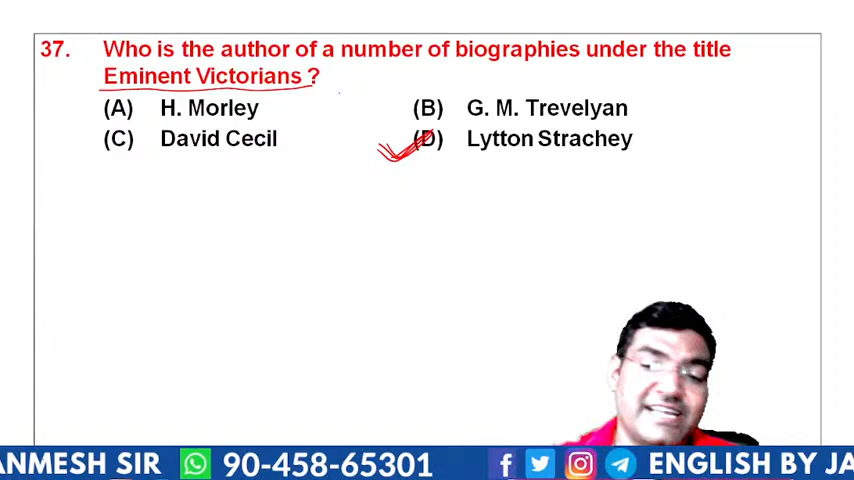 37. Who is the author of a number of biographies under the title
Eminent Victorians ?
(A) H. Morley (B) G. M. Trevelyan
(C) David Cecil (D) Lytton Strachey
ANMESH SIR 90-458-65301 ENGLISH BY JA